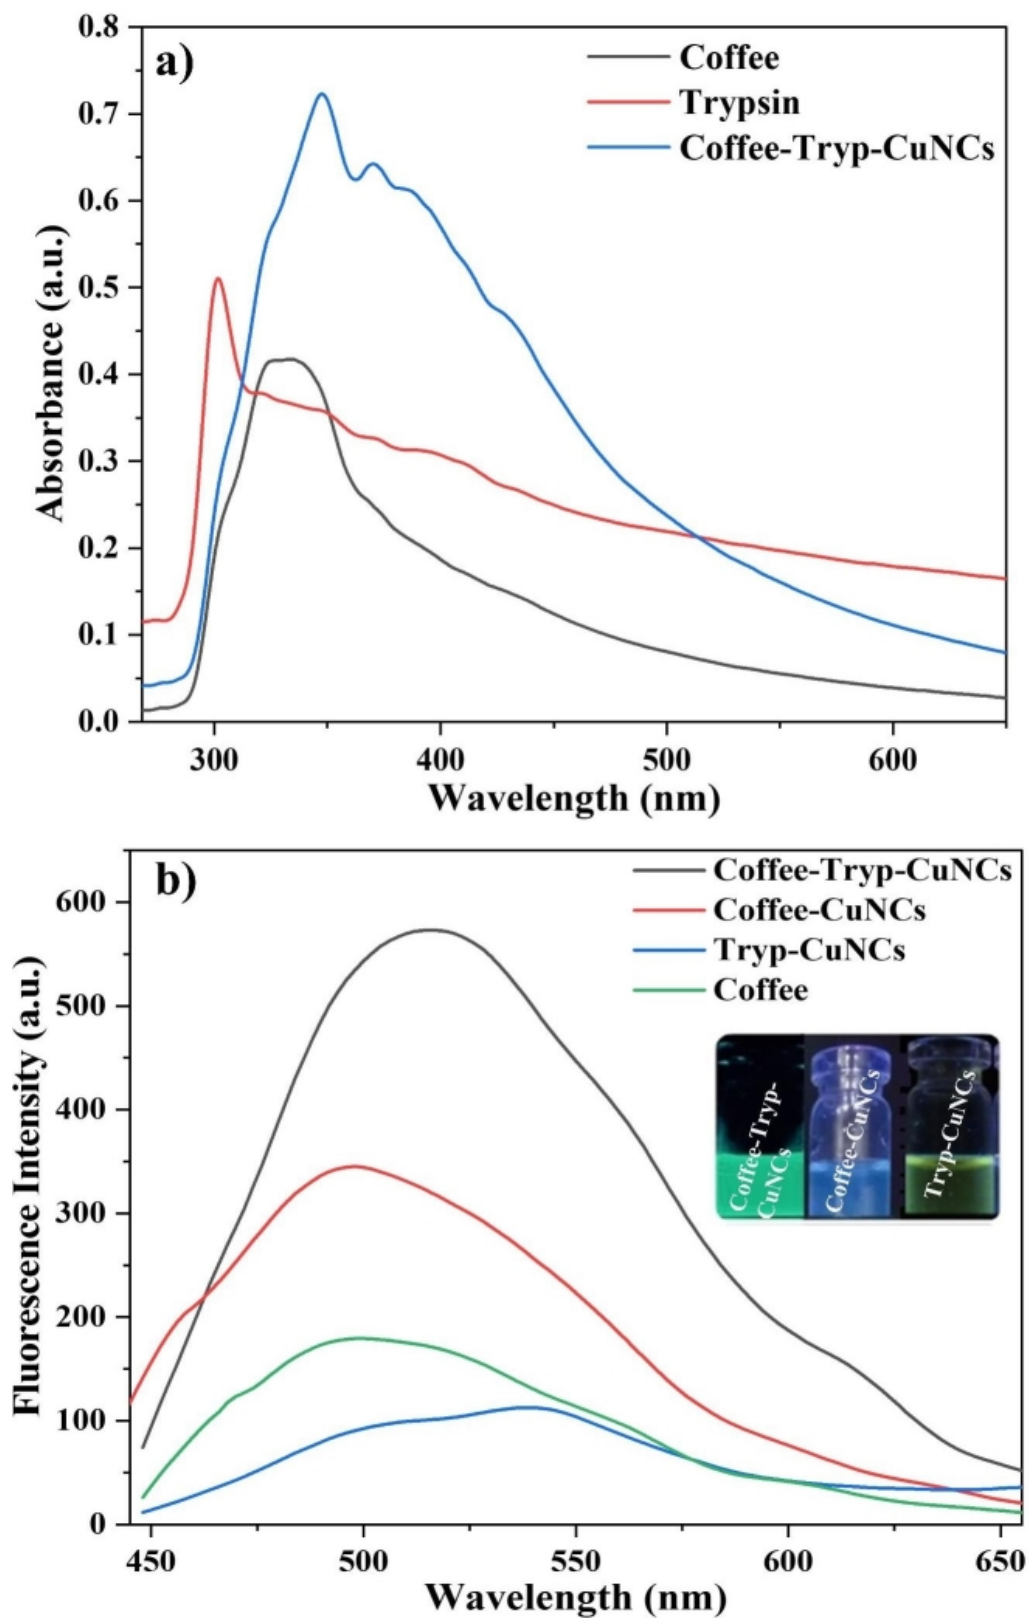 a)
Coffee
Trypsin
Coffee-Tryp-CuNCs
0.8
0.7
0.6
0.5
0.4
0.3
0.2
0.1
0.0
Absorbance (a.u.)
300 400 500 600
Wavelength (nm)
b)
Coffee-Tryp-CuNCs
Coffee-CuNCs
Tryp-CuNCs
Coffee
600
500
400
300
200
100
0
Fluorescence Intensity (a.u.)
Coffee-Tryp-
CuNCs
Coffee-CuNCs
Tryp-CuNCs
450 500 550 600 650
Wavelength (nm)